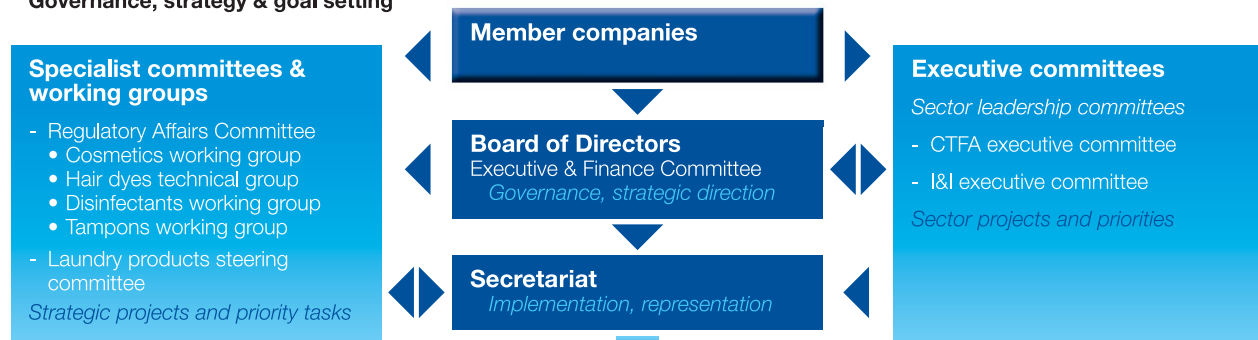 Governance, strategy & goal setting
Member companies
Specialist committees &
working groups
- Regulatory Affairs Committee
• Cosmetics working group
• Hair dyes technical group
• Disinfectants working group
• Tampons working group
- Laundry products steering
committee
Strategic projects and priority tasks
Board of Directors
Executive & Finance Committee
Governance, strategic direction
Secretariat
Implementation, representation
Executive committees
Sector leadership committees
- CTFA executive committee
- I&I executive committee
Sector projects and priorities